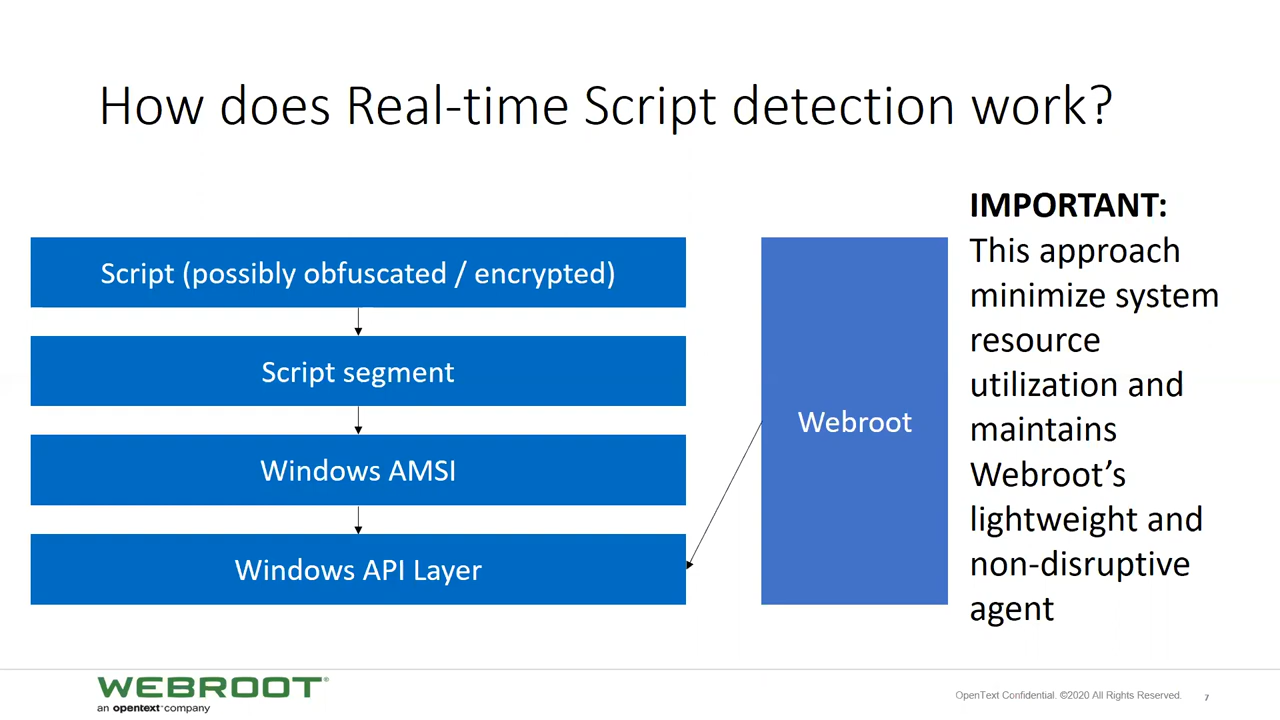 How does Real-time Script detection work?
Script (possibly obfuscated / encrypted)
Script segment
Windows AMSI
Windows API Layer
Webroot
IMPORTANT:
This approach
minimize system
resource
utilization and
maintains
Webroot’s
lightweight and
non-disruptive
agent
WEBROOT®
an opentext™ company
OpenText Confidential. ©2020 All Rights Reserved. 7